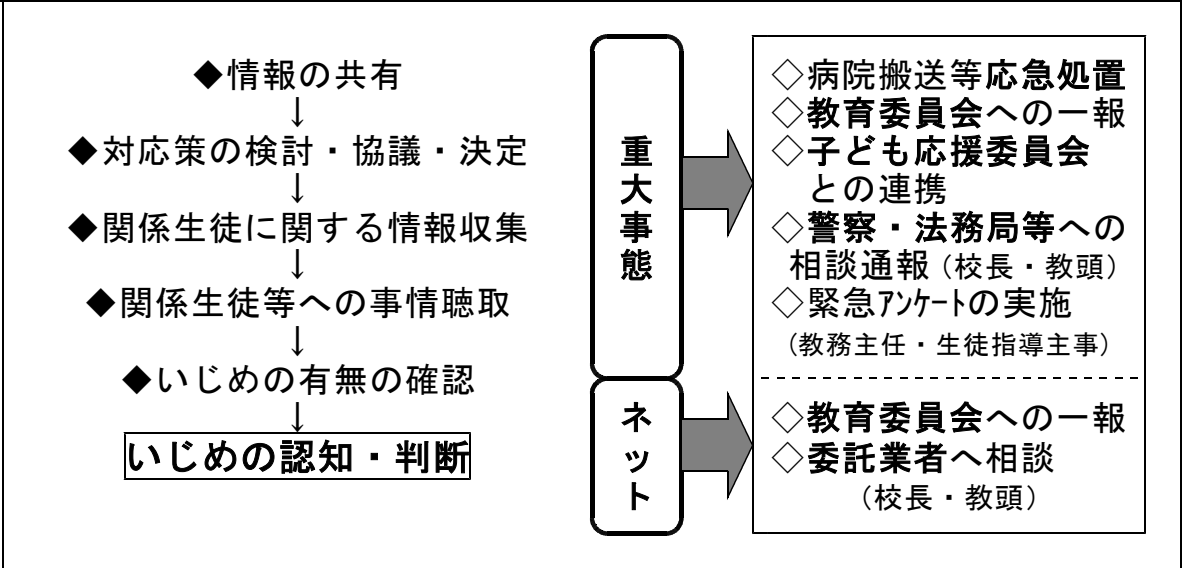 ◆情報の共有
↓
◆対応策の検討・協議・決定
↓
◆関係生徒に関する情報収集
↓
◆関係生徒等への事情聴取
↓
◆いじめの有無の確認
↓
いじめの認知・判断
重大事態
◇病院搬送等応急処置
◇教育委員会への一報
◇子ども応援委員会
との連携
◇警察・法務局等への
相談通報（校長・教頭）
◇緊急ｱﾝｹｰﾄの実施
（教務主任・生徒指導主事）
ネット
◇教育委員会への一報
◇委託業者へ相談
（校長・教頭）